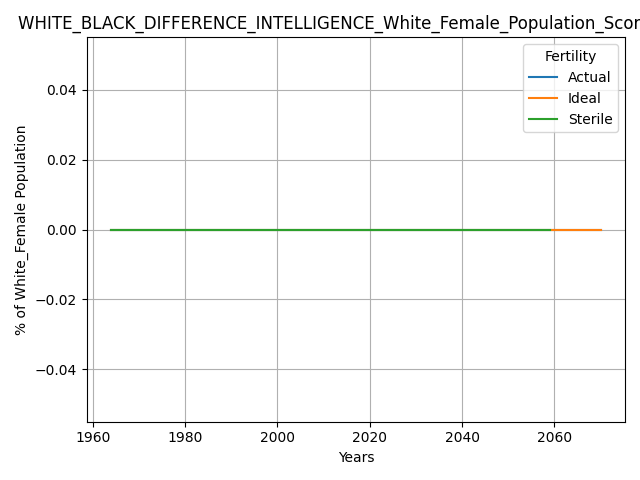 WHITE_BLACK_DIFFERENCE_INTELLIGENCE_White_Female_Population_Scor
Fertility
Actual
Ideal
Sterile
% of White_Female Population
0.04
0.02
0.00
−0.02
−0.04
1960 1980 2000 2020 2040 2060
Years